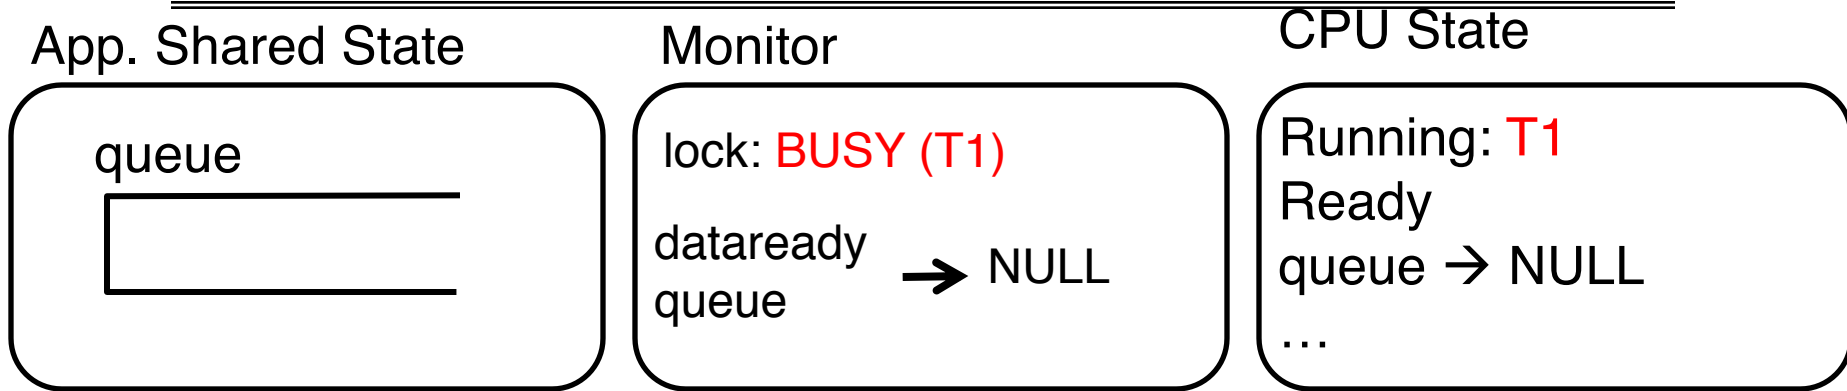 App. Shared State
queue
Monitor
lock: BUSY (T1)
dataready
queue → NULL
CPU State
Running: T1
Ready
queue → NULL
…